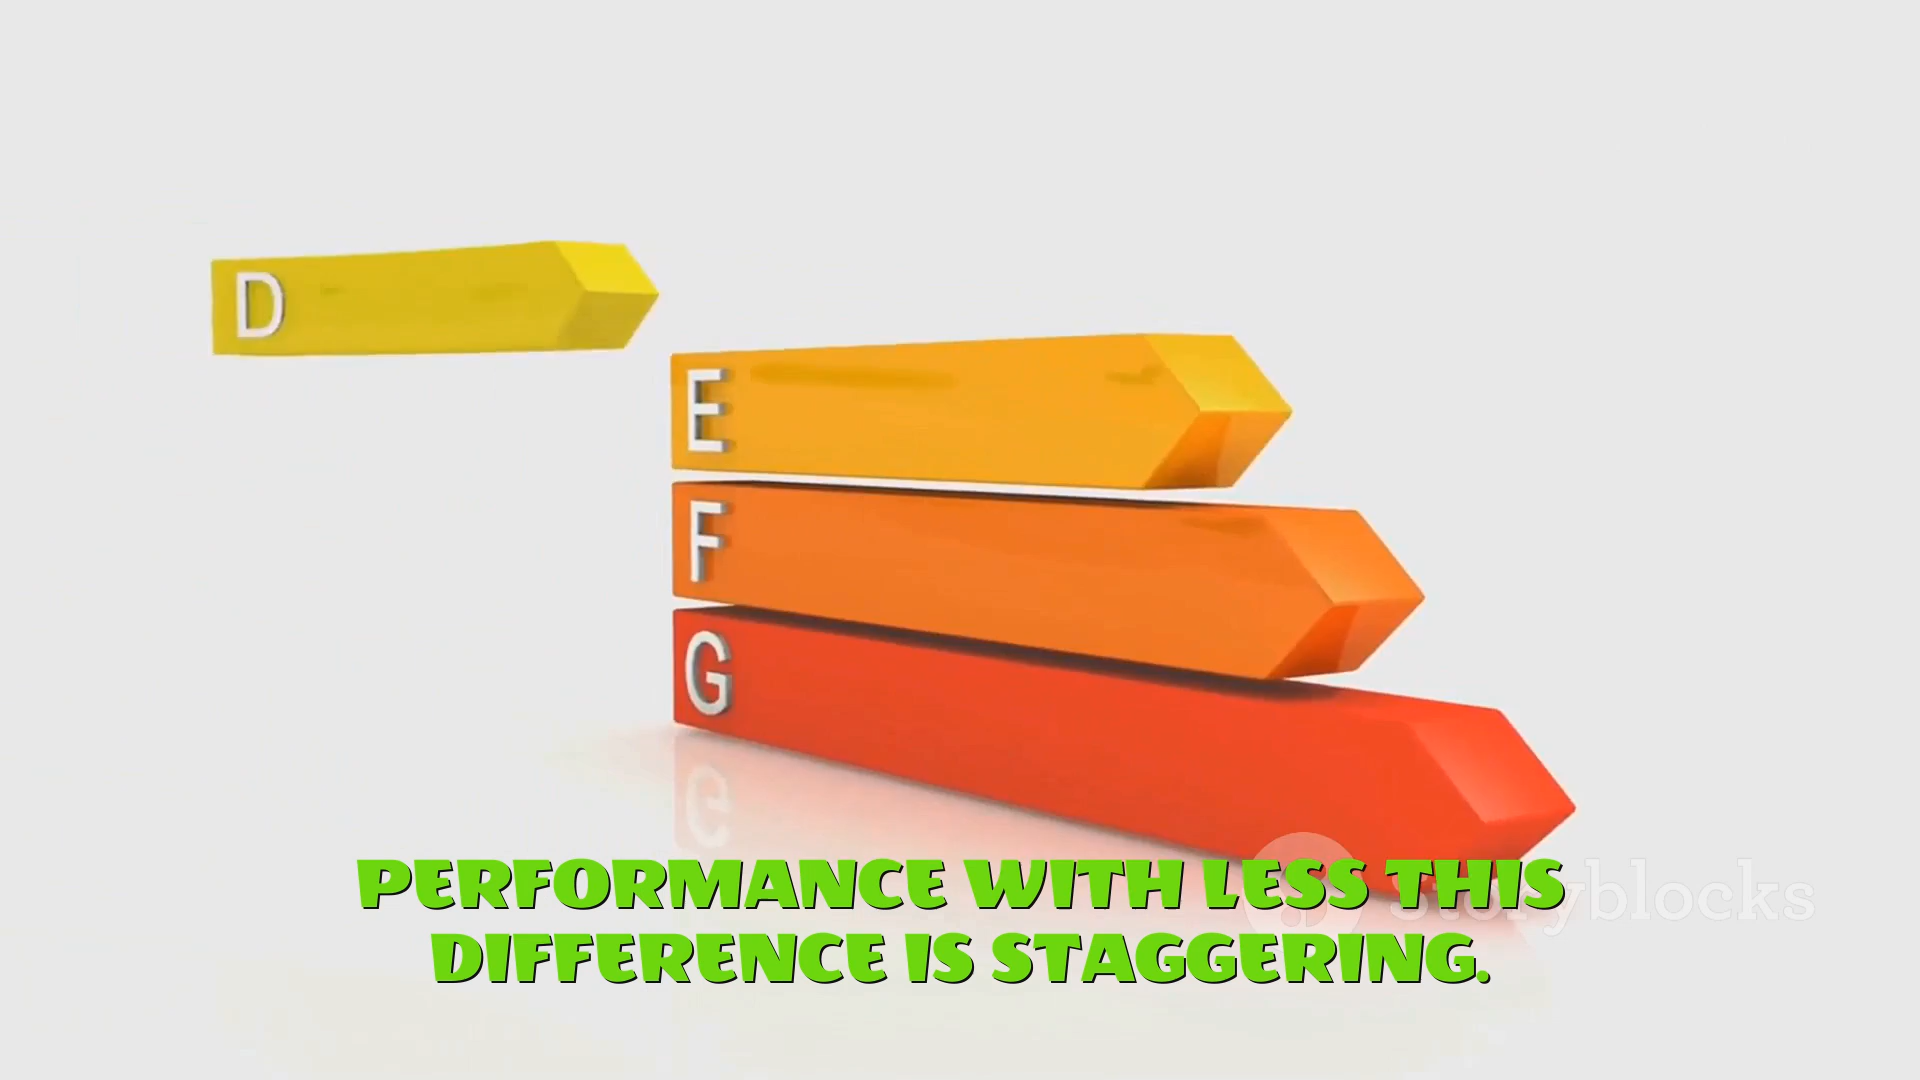 D
E
F
G
PERFORMANCE WITH LESS THIS
DIFFERENCE IS STAGGERING.
storyblocks